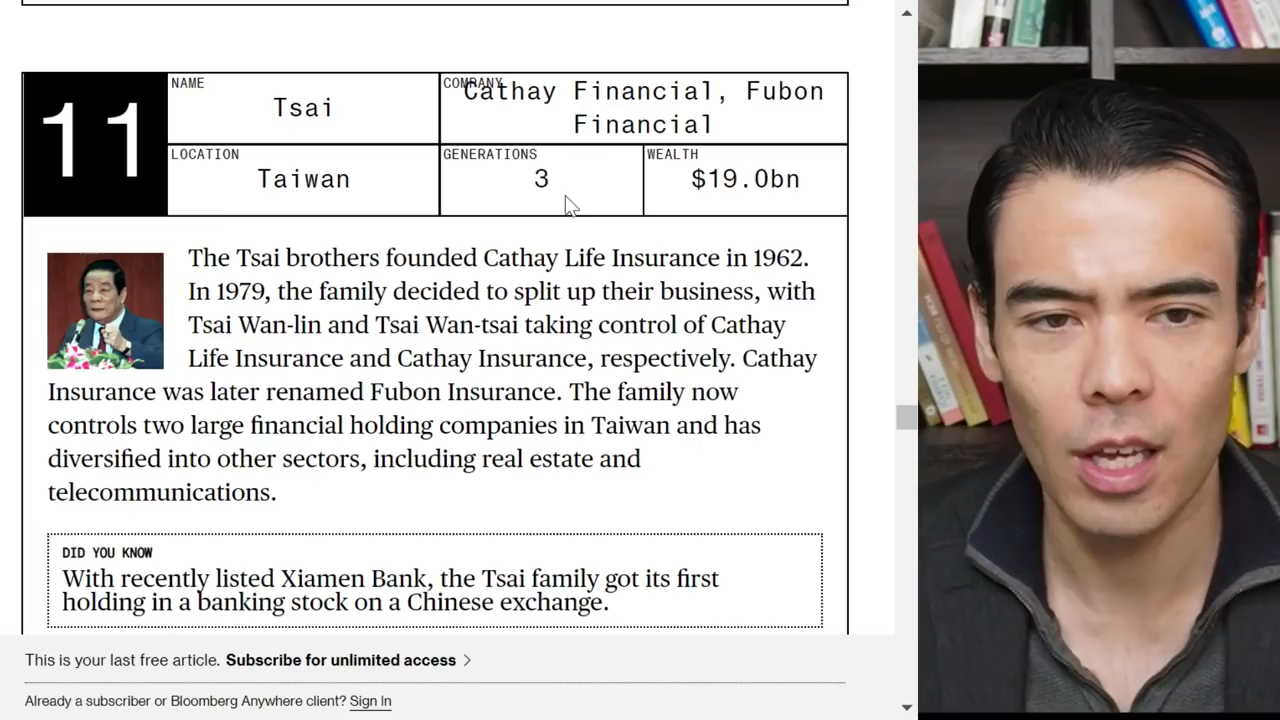 11
NAME
Tsai
COMPANY
Cathay Financial, Fubon
Financial
LOCATION
Taiwan
GENERATIONS
3
WEALTH
$19.0bn
The Tsai brothers founded Cathay Life Insurance in 1962.
In 1979, the family decided to split up their business, with
Tsai Wan-lin and Tsai Wan-tsai taking control of Cathay
Life Insurance and Cathay Insurance, respectively. Cathay
Insurance was later renamed Fubon Insurance. The family now
controls two large financial holding companies in Taiwan and has
diversified into other sectors, including real estate and
telecommunications.
DID YOU KNOW
With recently listed Xiamen Bank, the Tsai family got its first
holding in a banking stock on a Chinese exchange.
This is your last free article. Subscribe for unlimited access
Already a subscriber or Bloomberg Anywhere client? Sign In